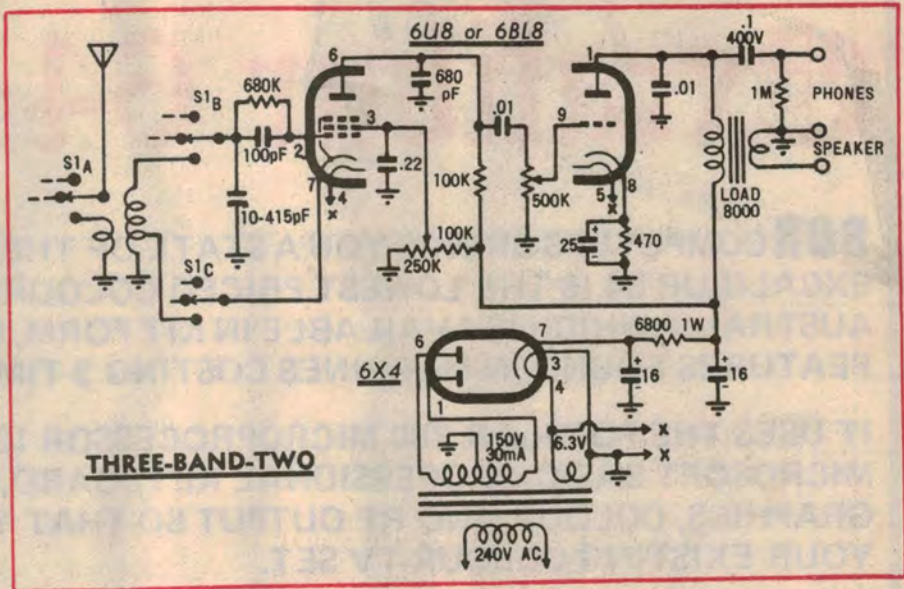 6U8 or 6BL8
6
680
pF
1
.1
400V
.01
1M
PHONES
SPEAKER
S1B
680K
S1A
100pF
2
3
7
4
x
.22
.01
9
5
x
8
100K
500K
LOAD
8000
10-415pF
S1C
100K
250K
25
470
6X4
6
1
7
3
4
6800 1W
16
16
6.3V
x
x
150V
30mA
THREE-BAND-TWO
240V AC.